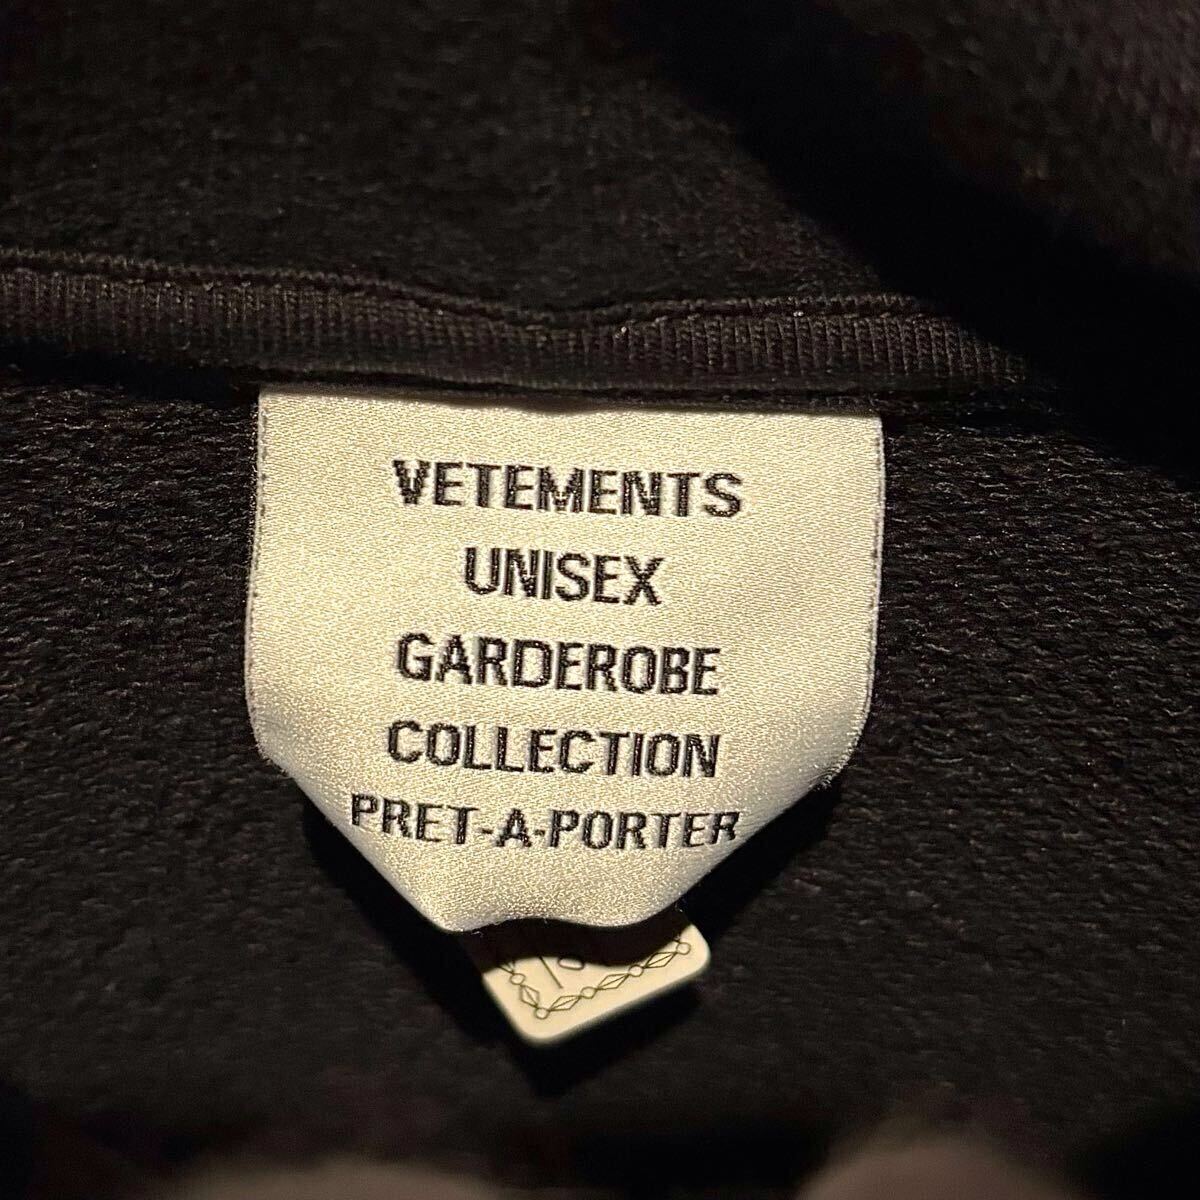 VETEMENTS
UNISEX
GARDEROBE
COLLECTION
PRET-A-PORTER